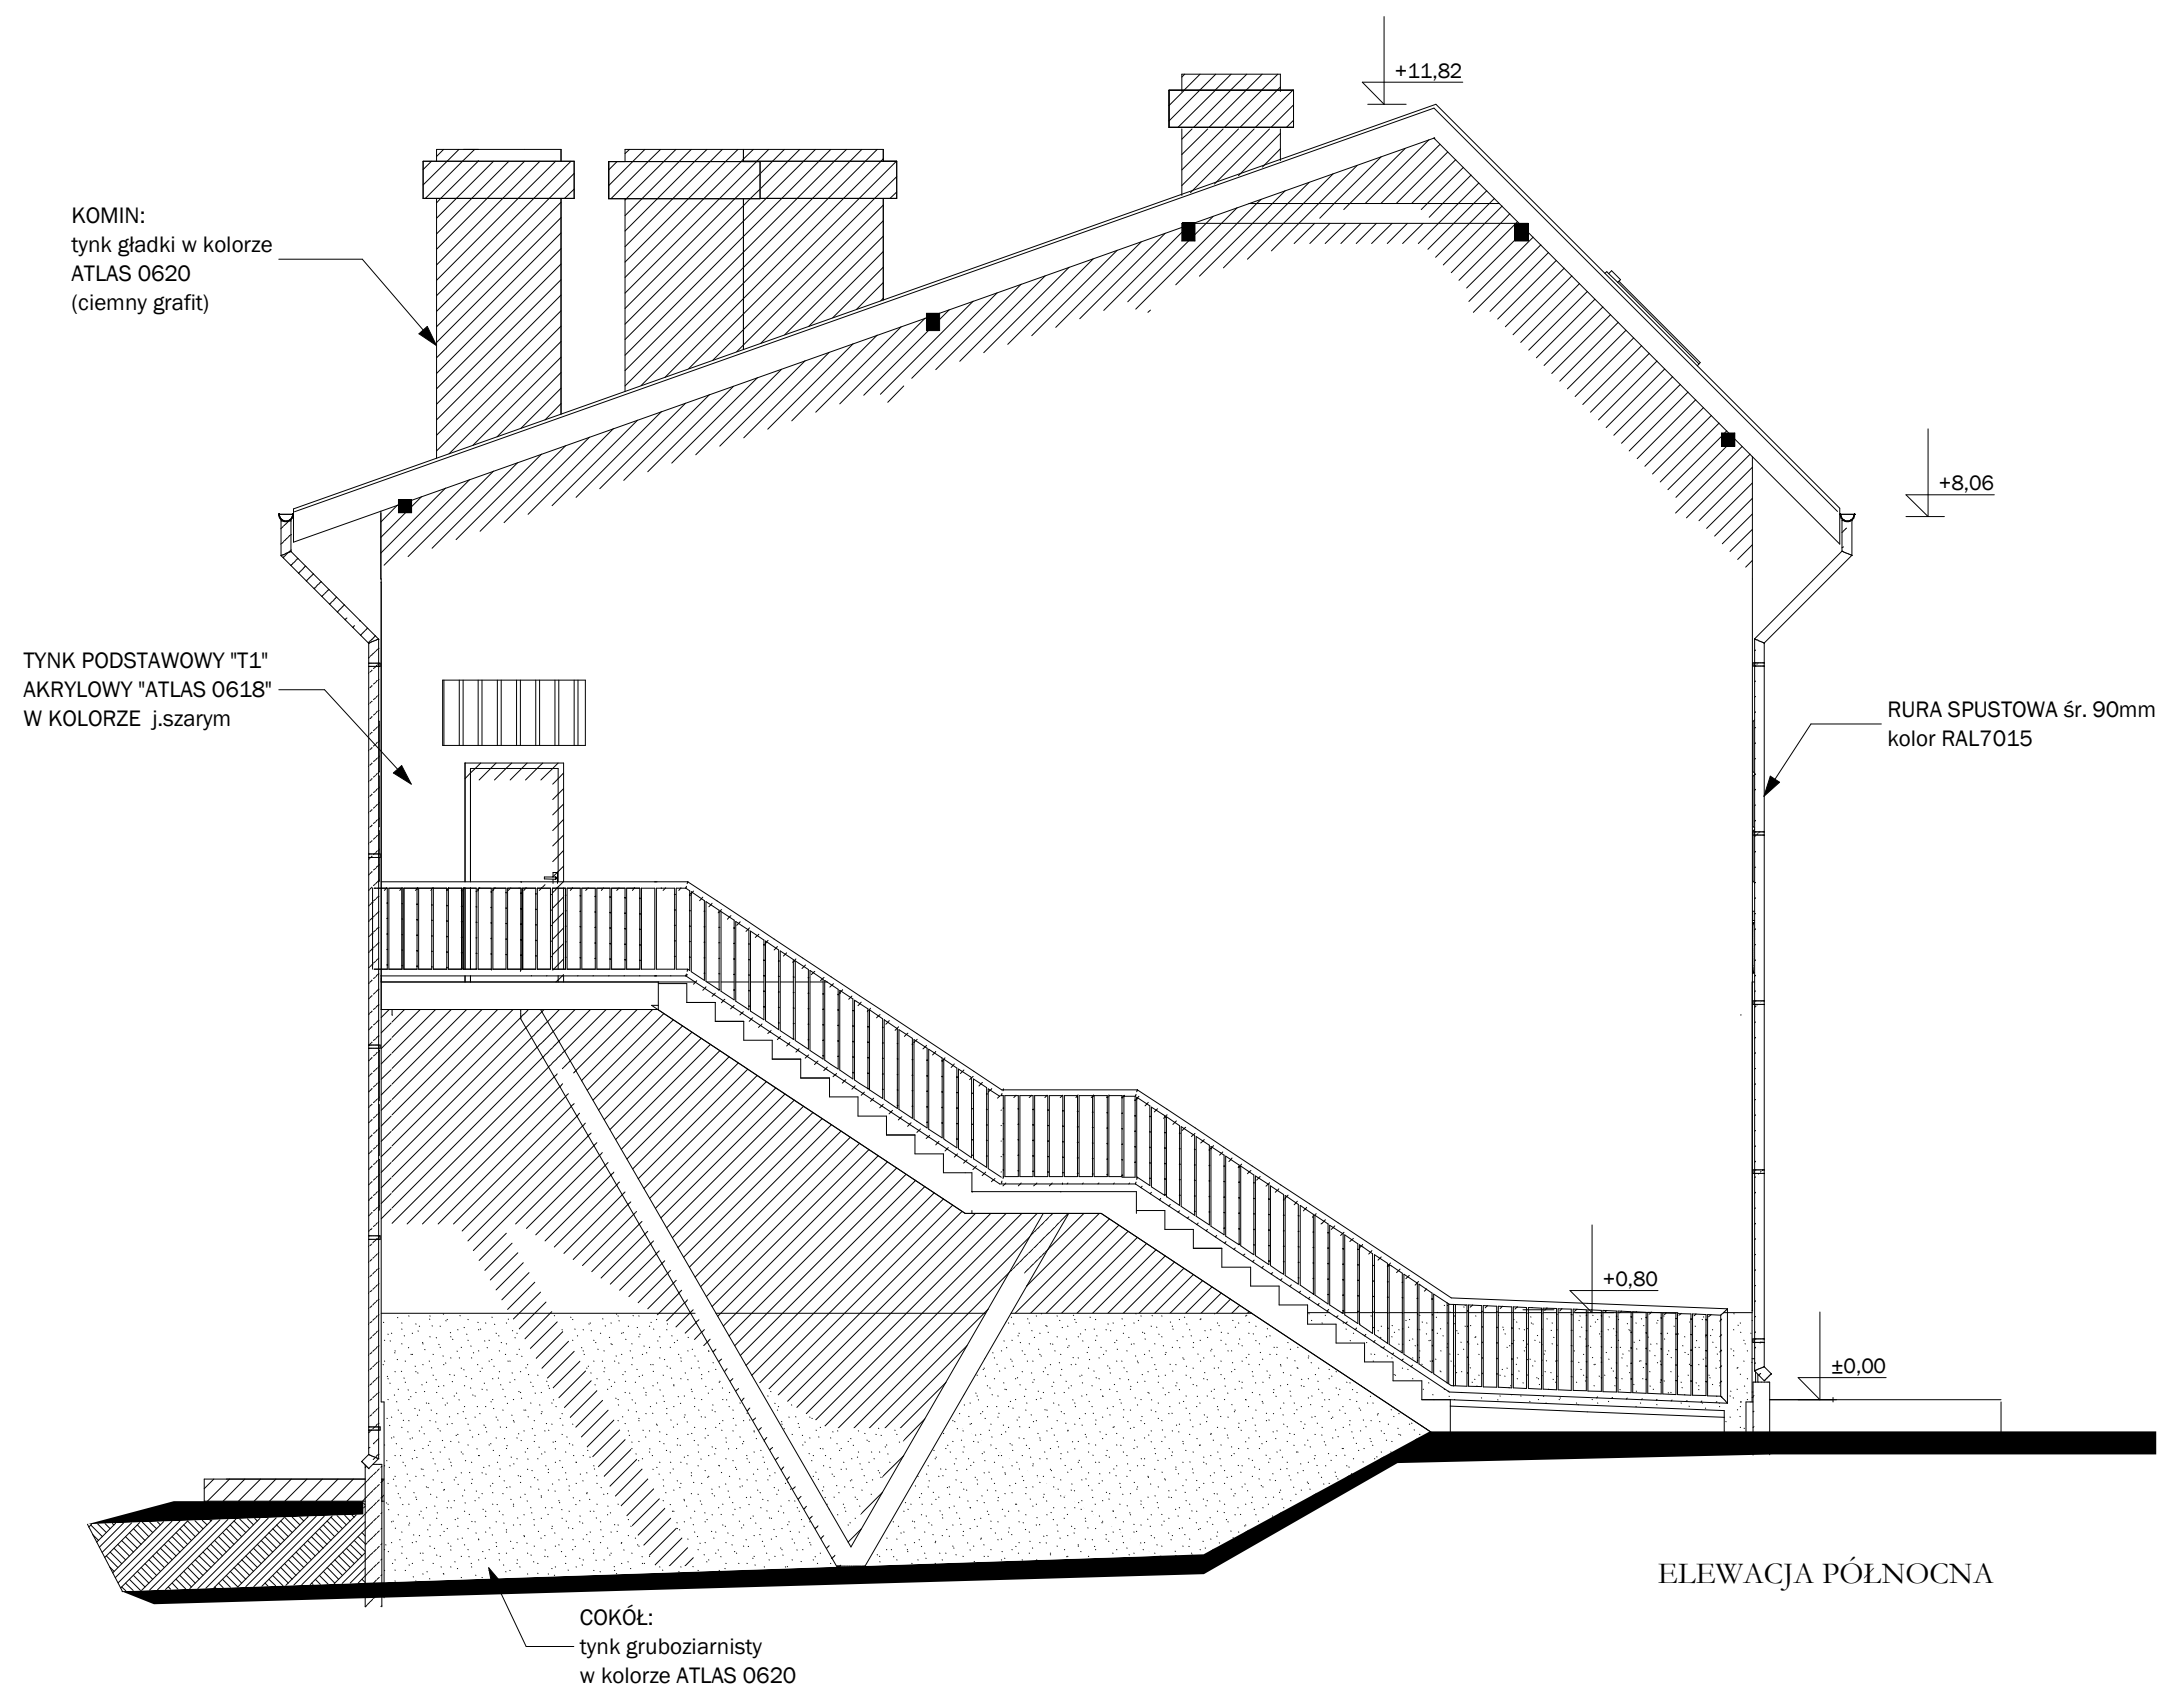 +11,82
KOMIN:
tynk gładki w kolorze
ATLAS 0620
(ciemny grafit)
+8,06
TYNK PODSTAWOWY "T1"
AKRYLOWY "ATLAS 0618"
W KOLORZE j.szarym
RURA SPUSTOWA śr. 90mm
kolor RAL7015
+0,80
±0,00
ELEWACJA PÓŁNOCNA
COKÓŁ:
tynk gruboziarnisty
w kolorze ATLAS 0620